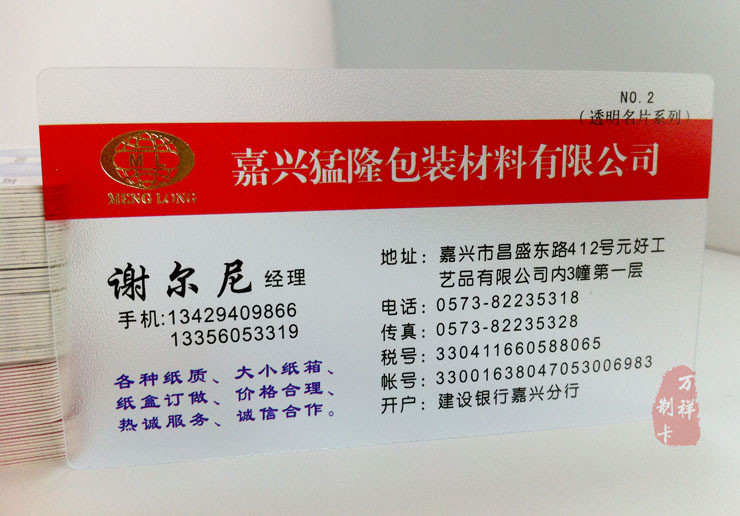 NO.2
(透明名片系列)
ML
MENG LONG
嘉兴猛隆包装材料有限公司
谢尔尼 经理
手机:13429409866
13356053319
各种纸质、大小纸箱、
纸盒订做、价格合理、
热诚服务、诚信合作。
地址: 嘉兴市昌盛东路412号元好工
艺品有限公司内3幢第一层
电话: 0573-82235318
传真: 0573-82235328
税号: 330411660588065
帐号: 33001638047053006983
开户: 建设银行嘉兴分行
万祥
制卡